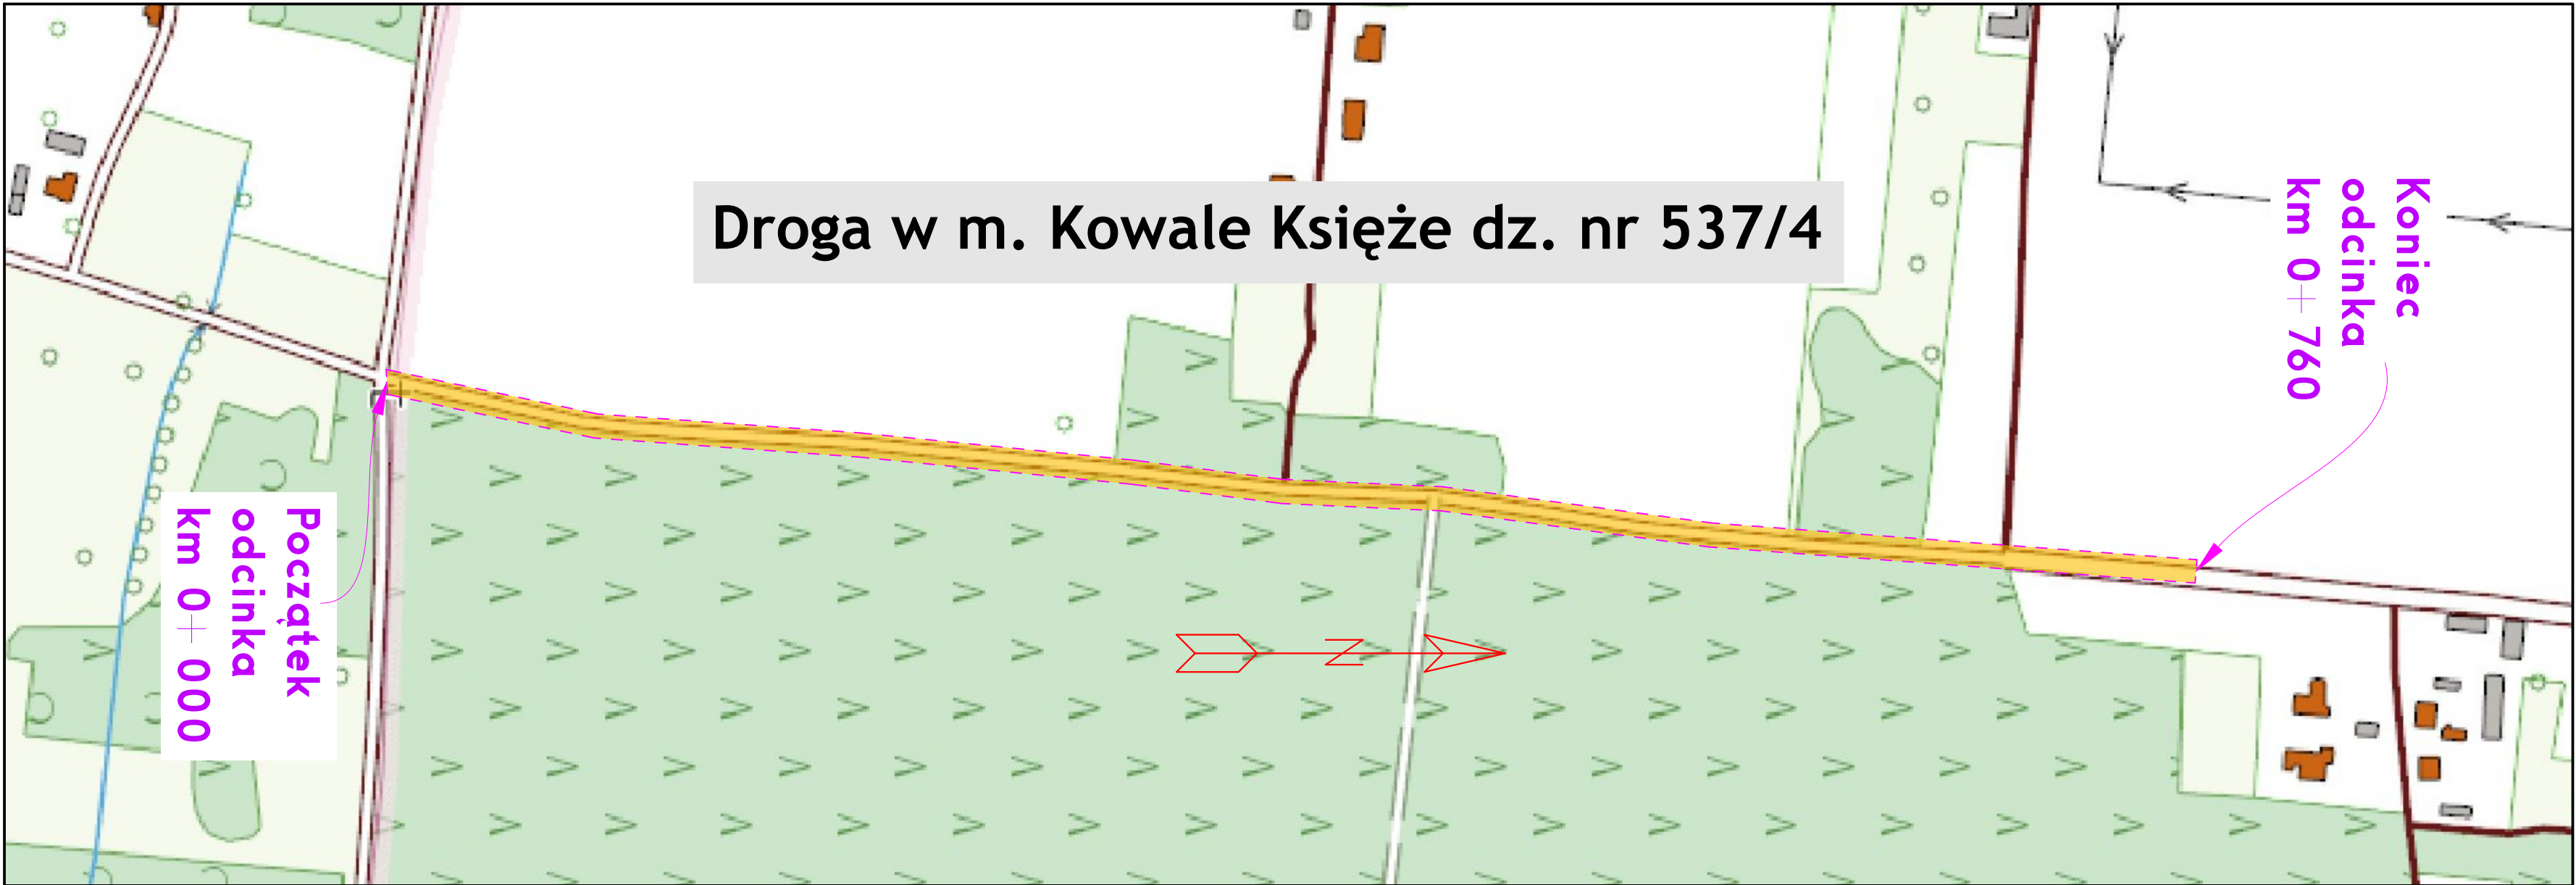 Droga w m. Kowale Księże dz. nr 537/4
Koniec
odcinka
km 0+ 760
Początek
odcinka
km 0+ 000
N